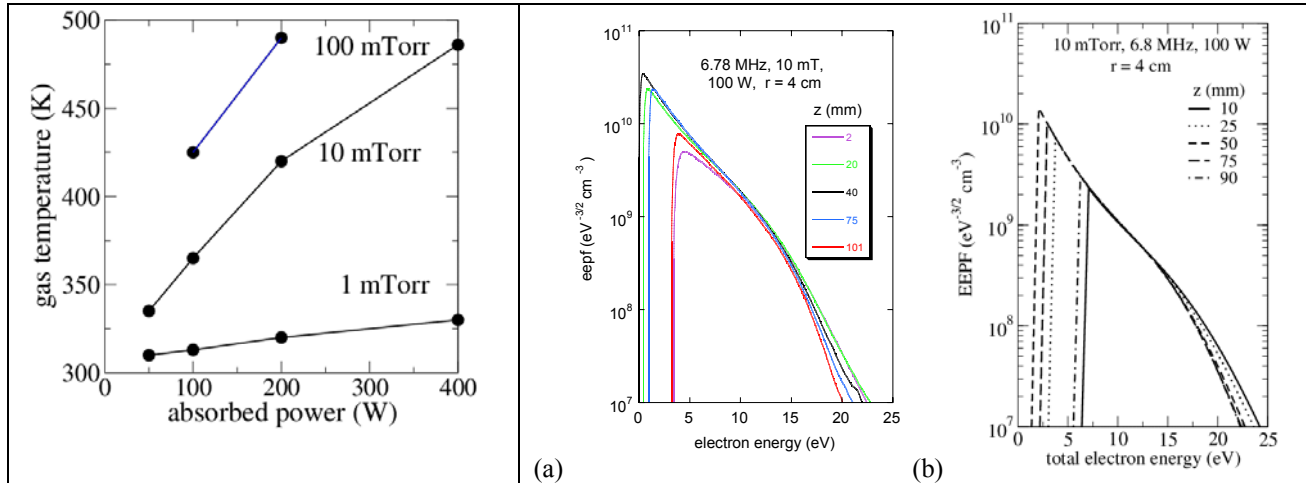 500
450
400
350
300
gas temperature (K)
100 mTorr
10 mTorr
1 mTorr
0
100
200
300
400
absorbed power (W)
10^11
10^10
10^9
10^8
10^7
eepf (eV^-3/2 cm^-3)
6.78 MHz, 10 mT,
100 W, r = 4 cm
z (mm)
2
20
40
75
101
0
5
10
15
20
25
electron energy (eV)
(a)
10^11
10^10
10^9
10^8
10^7
EEPF (eV^-3/2 cm^-3)
10 mTorr, 6.8 MHz, 100 W
r = 4 cm
z (mm)
10
25
50
75
90
0
5
10
15
20
25
total electron energy (eV)
(b)